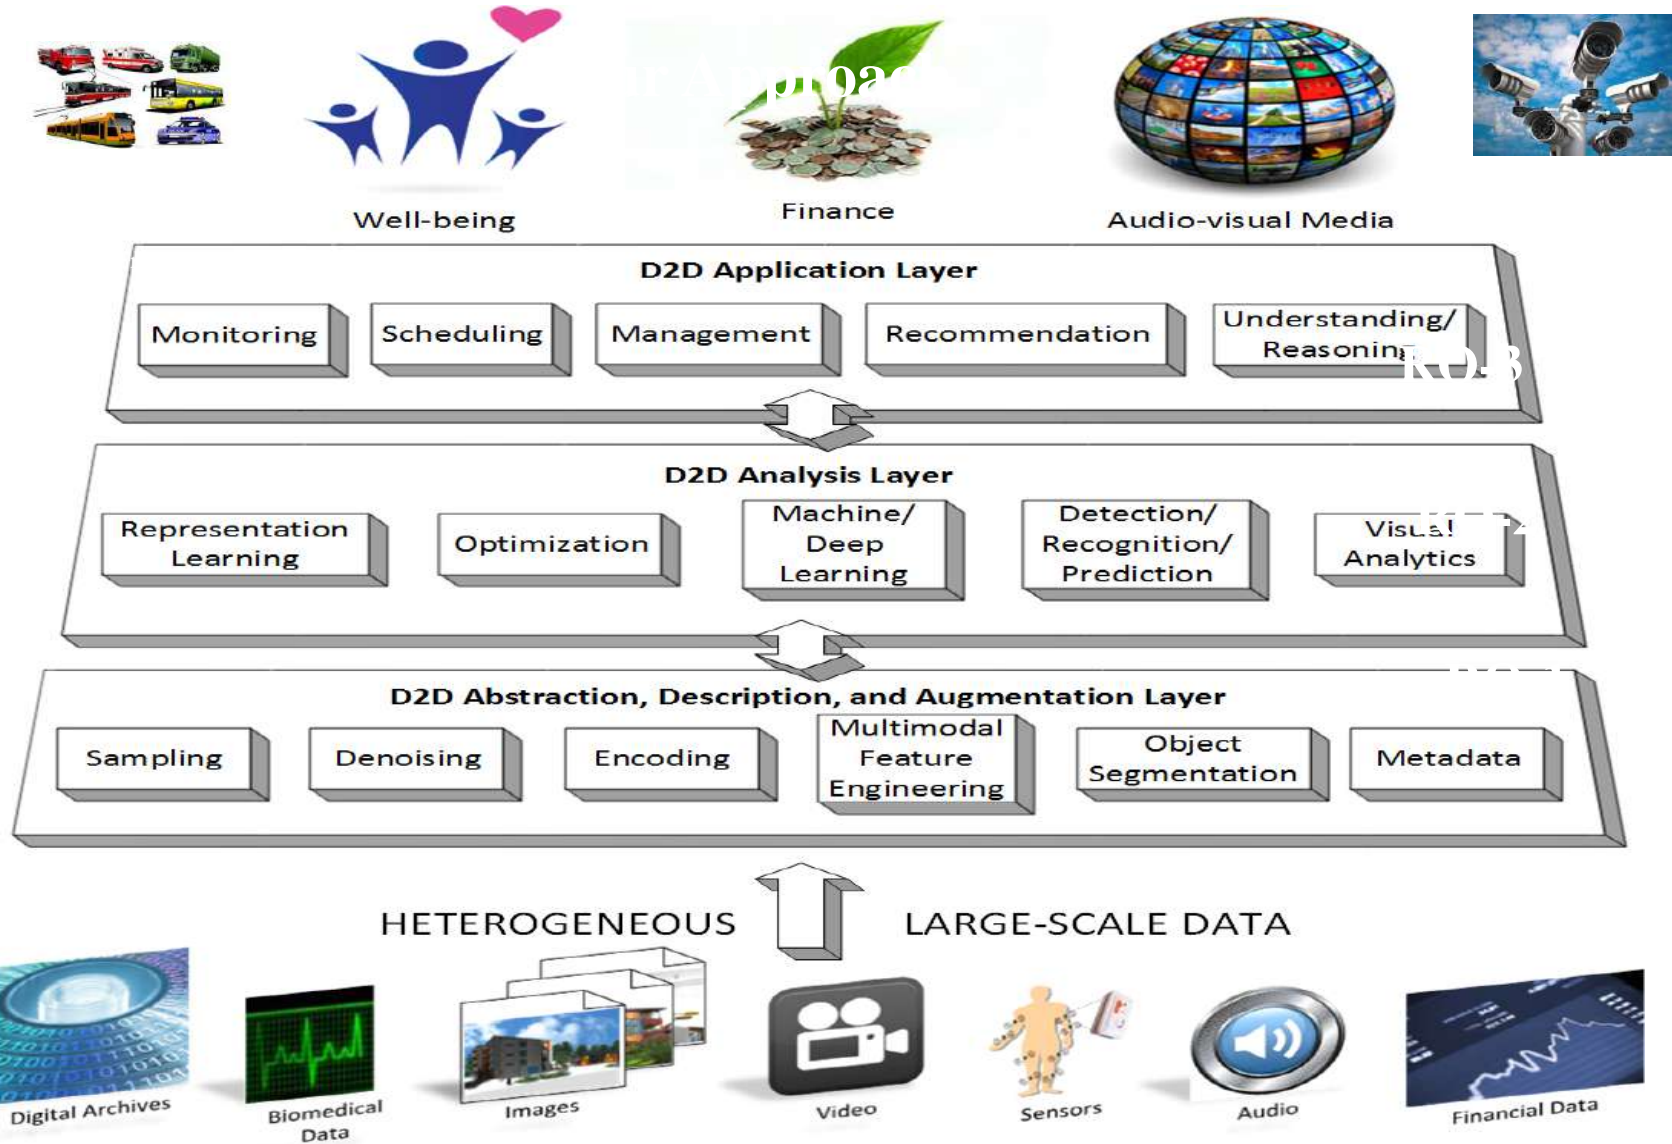 Well-being
Finance
Audio-visual Media
D2D Application Layer
Monitoring
Scheduling
Management
Recommendation
Understanding/
Reasoning
RO-3
D2D Analysis Layer
Representation
Learning
Optimization
Machine/
Deep
Learning
Detection/
Recognition/
Prediction
Visual
Analytics
D2D Abstraction, Description, and Augmentation Layer
Sampling
Denoising
Encoding
Multimodal
Feature
Engineering
Object
Segmentation
Metadata
HETEROGENEOUS LARGE-SCALE DATA
Digital Archives
Biomedical
Data
Images
Video
Sensors
Audio
Financial Data